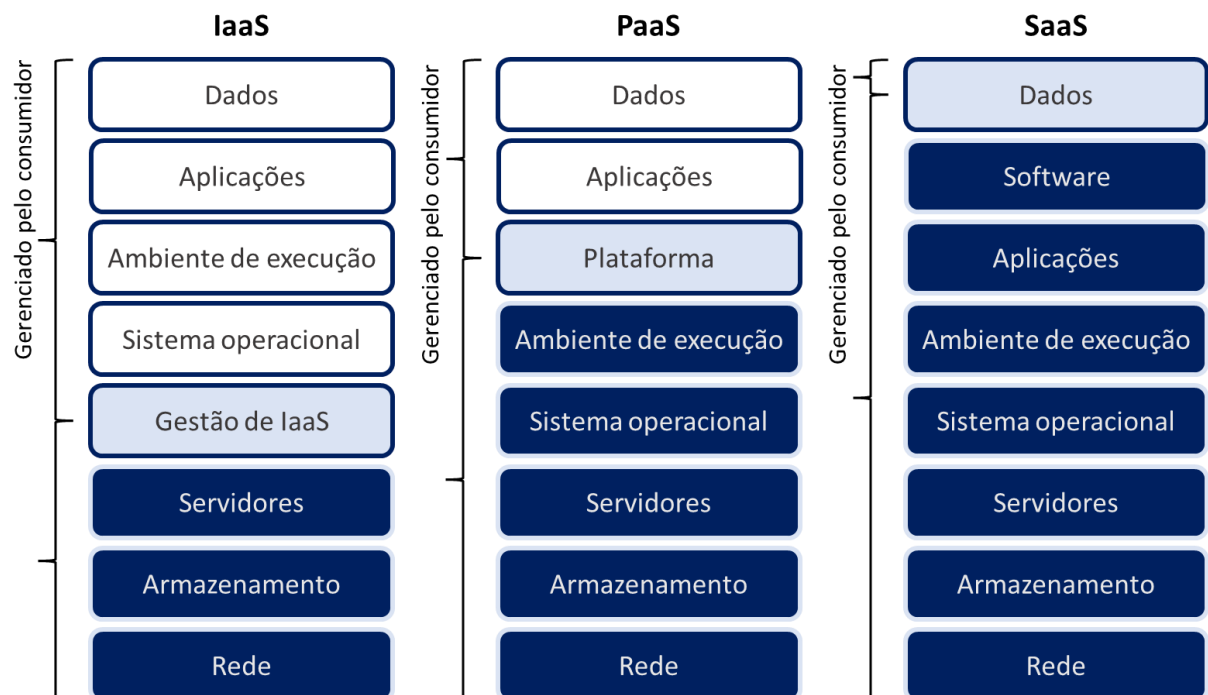 IaaS
Gerenciado pelo consumidor
Dados
Aplicações
Ambiente de execução
Sistema operacional
Gestão de IaaS
Servidores
Armazenamento
Rede
PaaS
Gerenciado pelo consumidor
Dados
Aplicações
Plataforma
Ambiente de execução
Sistema operacional
Servidores
Armazenamento
Rede
SaaS
Gerenciado pelo consumidor
Dados
Software
Aplicações
Ambiente de execução
Sistema operacional
Servidores
Armazenamento
Rede